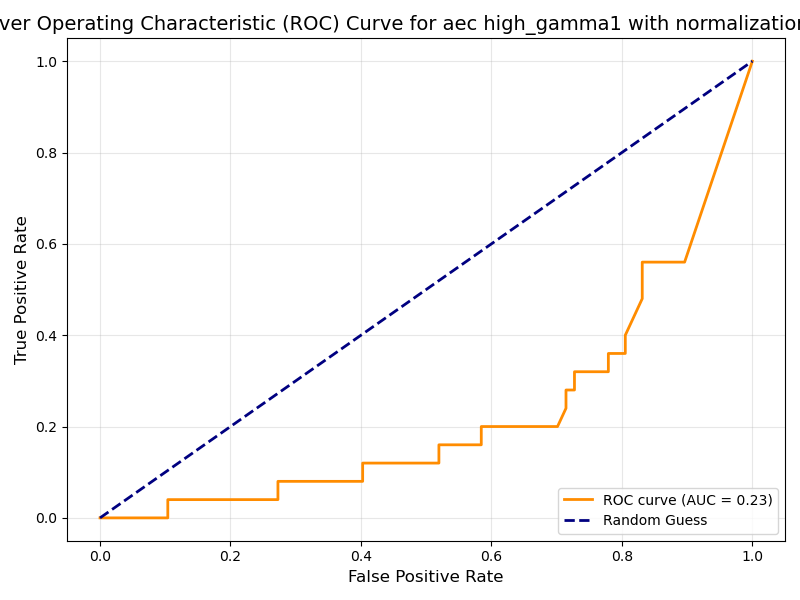 ver Operating Characteristic (ROC) Curve for aec high_gamma1 with normalization
1.0
0.8
0.6
0.4
0.2
0.0
True Positive Rate
ROC curve (AUC = 0.23)
Random Guess
0.0
0.2
0.4
0.6
0.8
1.0
False Positive Rate